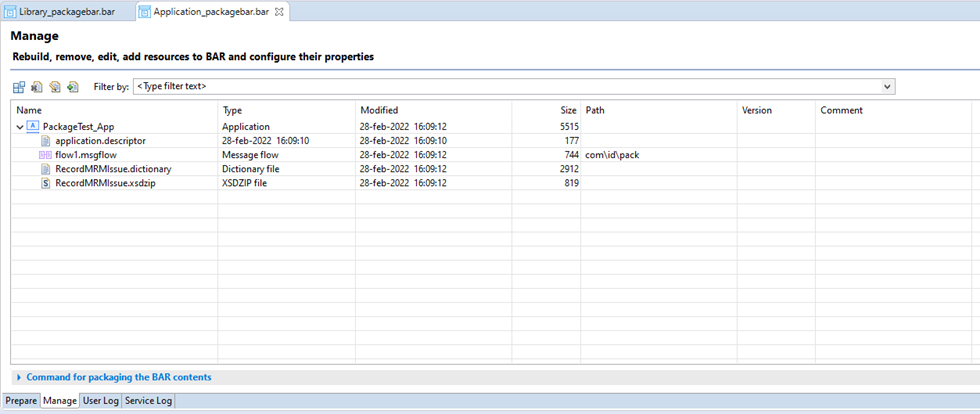 Library_packagebar.bar Application_packagebar.bar
Manage
Rebuild, remove, edit, add resources to BAR and configure their properties
Filter by: <Type filter text>
Name Type Modified Size Path Version Comment
A PackageTest_App Application 28-feb-2022 16:09:12 5515
application.descriptor 28-feb-2022 16:09:10 28-feb-2022 16:09:10 177
flow1.msgflow Message flow 28-feb-2022 16:09:12 744 com\id\pack
RecordMRMIssue.dictionary Dictionary file 28-feb-2022 16:09:12 2912
S RecordMRMIssue.xsdzip XSDZIP file 28-feb-2022 16:09:12 819
Command for packaging the BAR contents
Prepare Manage User Log Service Log